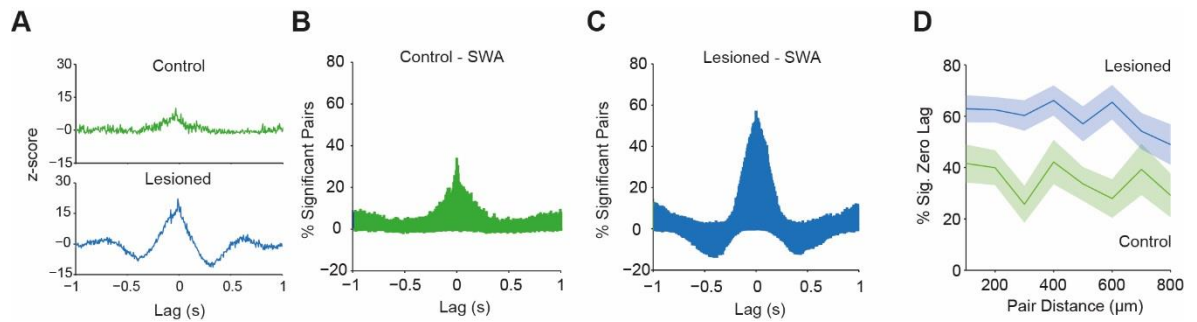 A
30
Control
15
−0
−15
z-score
30
Lesioned
15
−0
−15
−1
−0.5
0
0.5
1
Lag (s)
B
Control - SWA
80
60
40
20
0
−20
% Significant Pairs
−1
−0.5
0
0.5
1
Lag (s)
C
Lesioned - SWA
80
60
40
20
0
−20
% Significant Pairs
−1
−0.5
0
0.5
1
Lag (s)
D
80
Lesioned
60
40
20
Control
0
% Sig. Zero Lag
200
400
600
800
Pair Distance (µm)